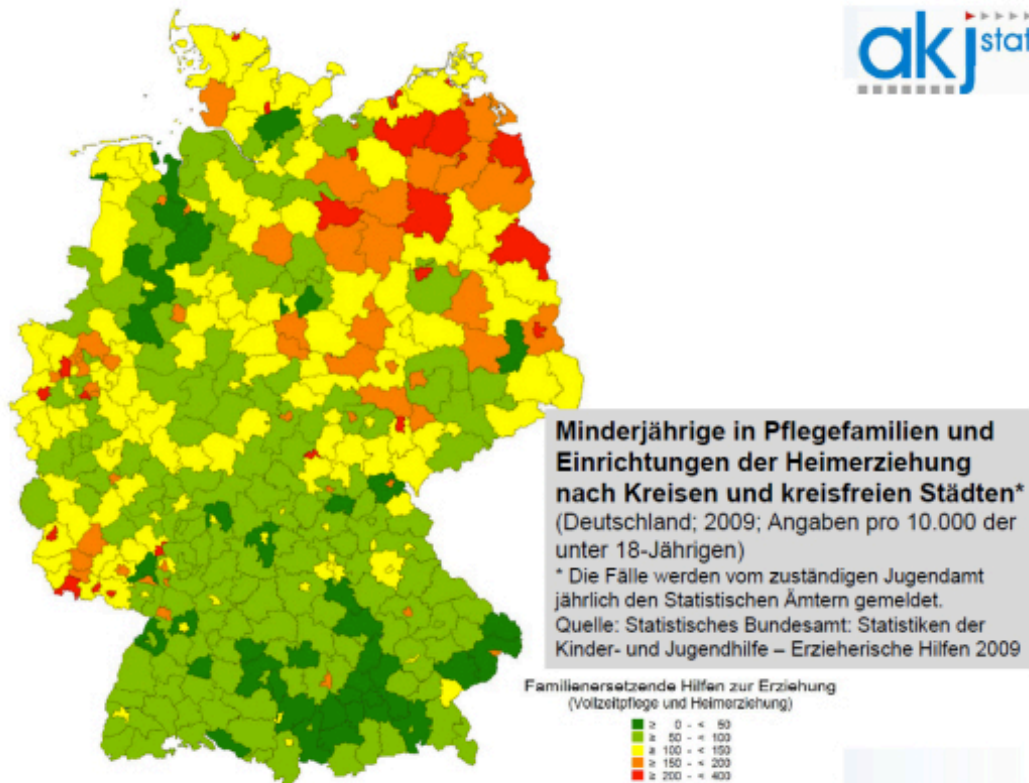 akj stat
Minderjährige in Pflegefamilien und
Einrichtungen der Heimerziehung
nach Kreisen und kreisfreien Städten*
(Deutschland; 2009; Angaben pro 10.000 der
unter 18-Jährigen)
* Die Fälle werden vom zuständigen Jugendamt
jährlich den Statistischen Ämtern gemeldet.
Quelle: Statistisches Bundesamt: Statistiken der
Kinder- und Jugendhilfe – Erzieherische Hilfen 2009
Familienersetzende Hilfen zur Erziehung
(Vollzeitpflege und Heimerziehung)
≥ 0 - < 50
≥ 50 - < 100
≥ 100 - < 150
≥ 150 - < 200
≥ 200 - < 400